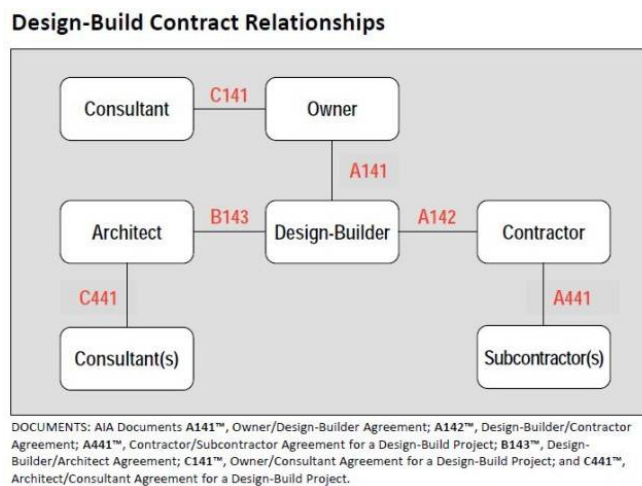 Design-Build Contract Relationships
Consultant
C141
Owner
A141
Architect
B143
Design-Builder
A142
Contractor
C441
A441
Consultant(s)
Subcontractor(s)
DOCUMENTS: AIA Documents A141™, Owner/Design-Builder Agreement; A142™, Design-Builder/Contractor
Agreement; A441™, Contractor/Subcontractor Agreement for a Design-Build Project; B143™, Design-
Builder/Architect Agreement; C141™, Owner/Consultant Agreement for a Design-Build Project; and C441™,
Architect/Consultant Agreement for a Design-Build Project.